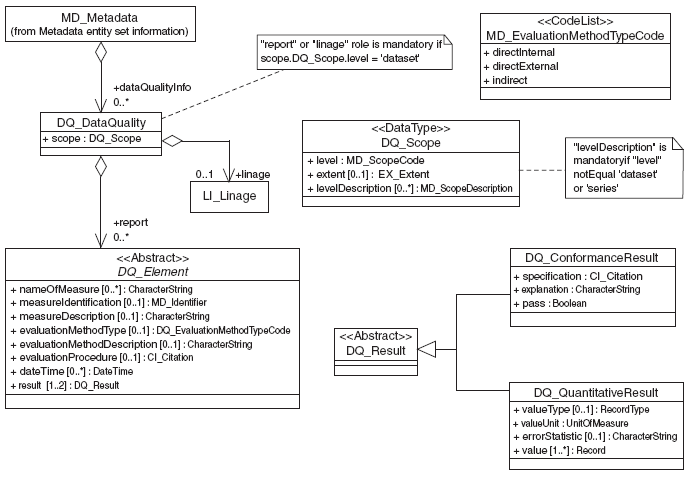 MD_Metadata
(from Metadata entity set information)
+dataQualityInfo
0..*
"report" or "linage" role is mandatory if
scope.DQ_Scope.level = 'dataset'
<<CodeList>>
MD_EvaluationMethodTypeCode
+ directInternal
+ directExternal
+ indirect
DQ_DataQuality
+ scope : DQ_Scope
0..1
+linage
LI_Linage
<<DataType>>
DQ_Scope
+ level : MD_ScopeCode
+ extent [0..1] : EX_Extent
+ levelDescription [0..*] : MD_ScopeDescription
"levelDescription" is
mandatoryif "level"
notEqual 'dataset'
or 'series'
+report
0..*
<<Abstract>>
DQ_Element
+ nameOfMeasure [0..*] : CharacterString
+ measureIdentification [0..1] : MD_Identifier
+ measureDescription [0..1] : CharacterString
+ evaluationMethodType [0..1] : DQ_EvaluationMethodTypeCode
+ evaluationMethodDescription [0..1] : CharacterString
+ evaluationProcedure [0..1] : CI_Citation
+ dateTime [0..*] : DateTime
+ result [1..2] : DQ_Result
<<Abstract>>
DQ_Result
DQ_ConformanceResult
+ specification : CI_Citation
+ explanation : CharacterString
+ pass : Boolean
DQ_QuantitativeResult
+ valueType [0..1] : RecordType
+ valueUnit : UnitOfMeasure
+ errorStatistic [0..1] : CharacterString
+ value [1..*] : Record